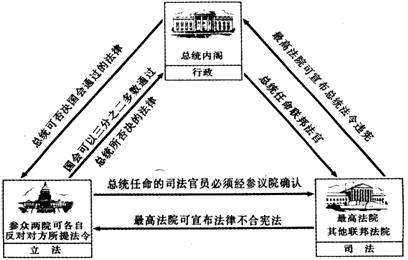 总统内阁
行政
总统可否决国会通过的法律
国会可以三分之二多数通过
总统所否决的法律
最高法院可宣布总统法令违宪
总统任命联邦法官
总统任命的司法官员必须经参议院确认
最高法院可宣布法律不合宪法
参众两院可各自
反对对方所提法令
立法
最高法院
其他联邦法院
司法